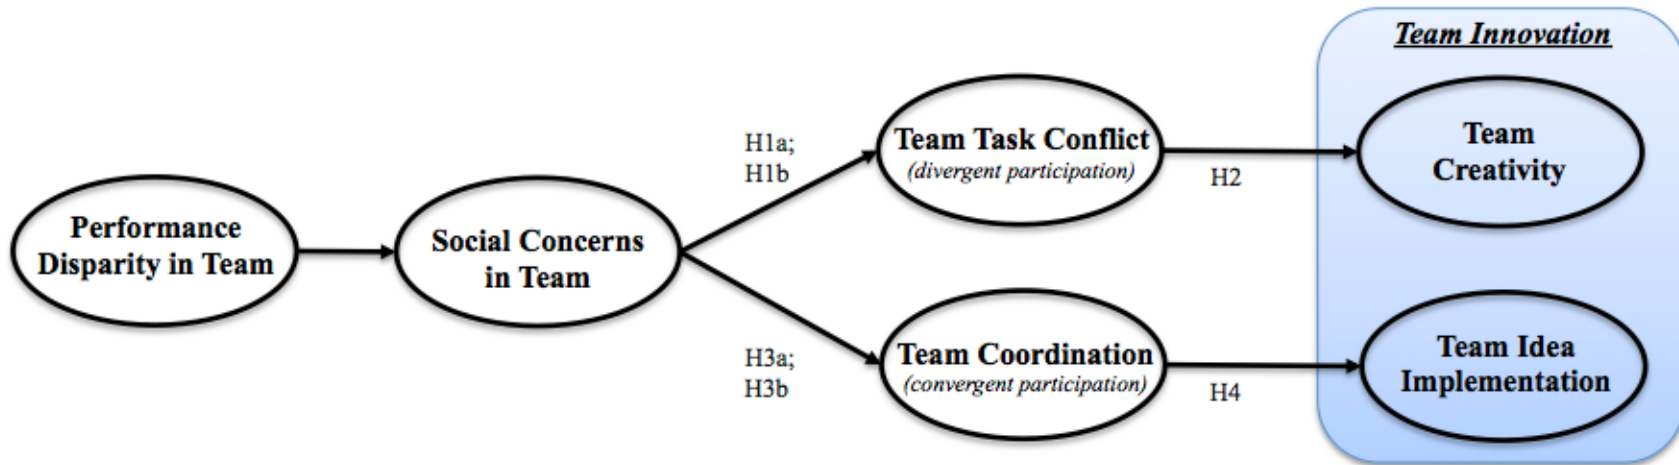 Team Innovation
Performance
Disparity in Team
Social Concerns
in Team
H1a;
H1b
Team Task Conflict
(divergent participation)
H2
Team
Creativity
H3a;
H3b
Team Coordination
(convergent participation)
H4
Team Idea
Implementation